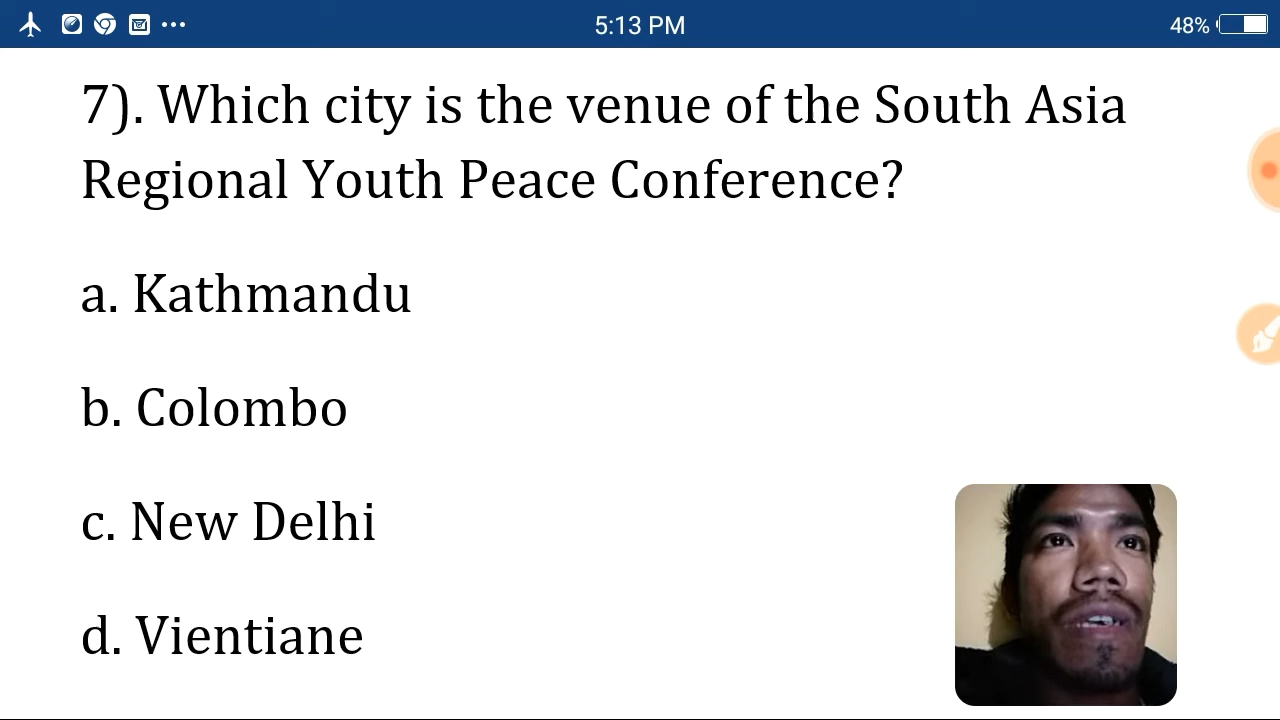 5:13 PM
48%
7). Which city is the venue of the South Asia
Regional Youth Peace Conference?
a. Kathmandu
b. Colombo
c. New Delhi
d. Vientiane